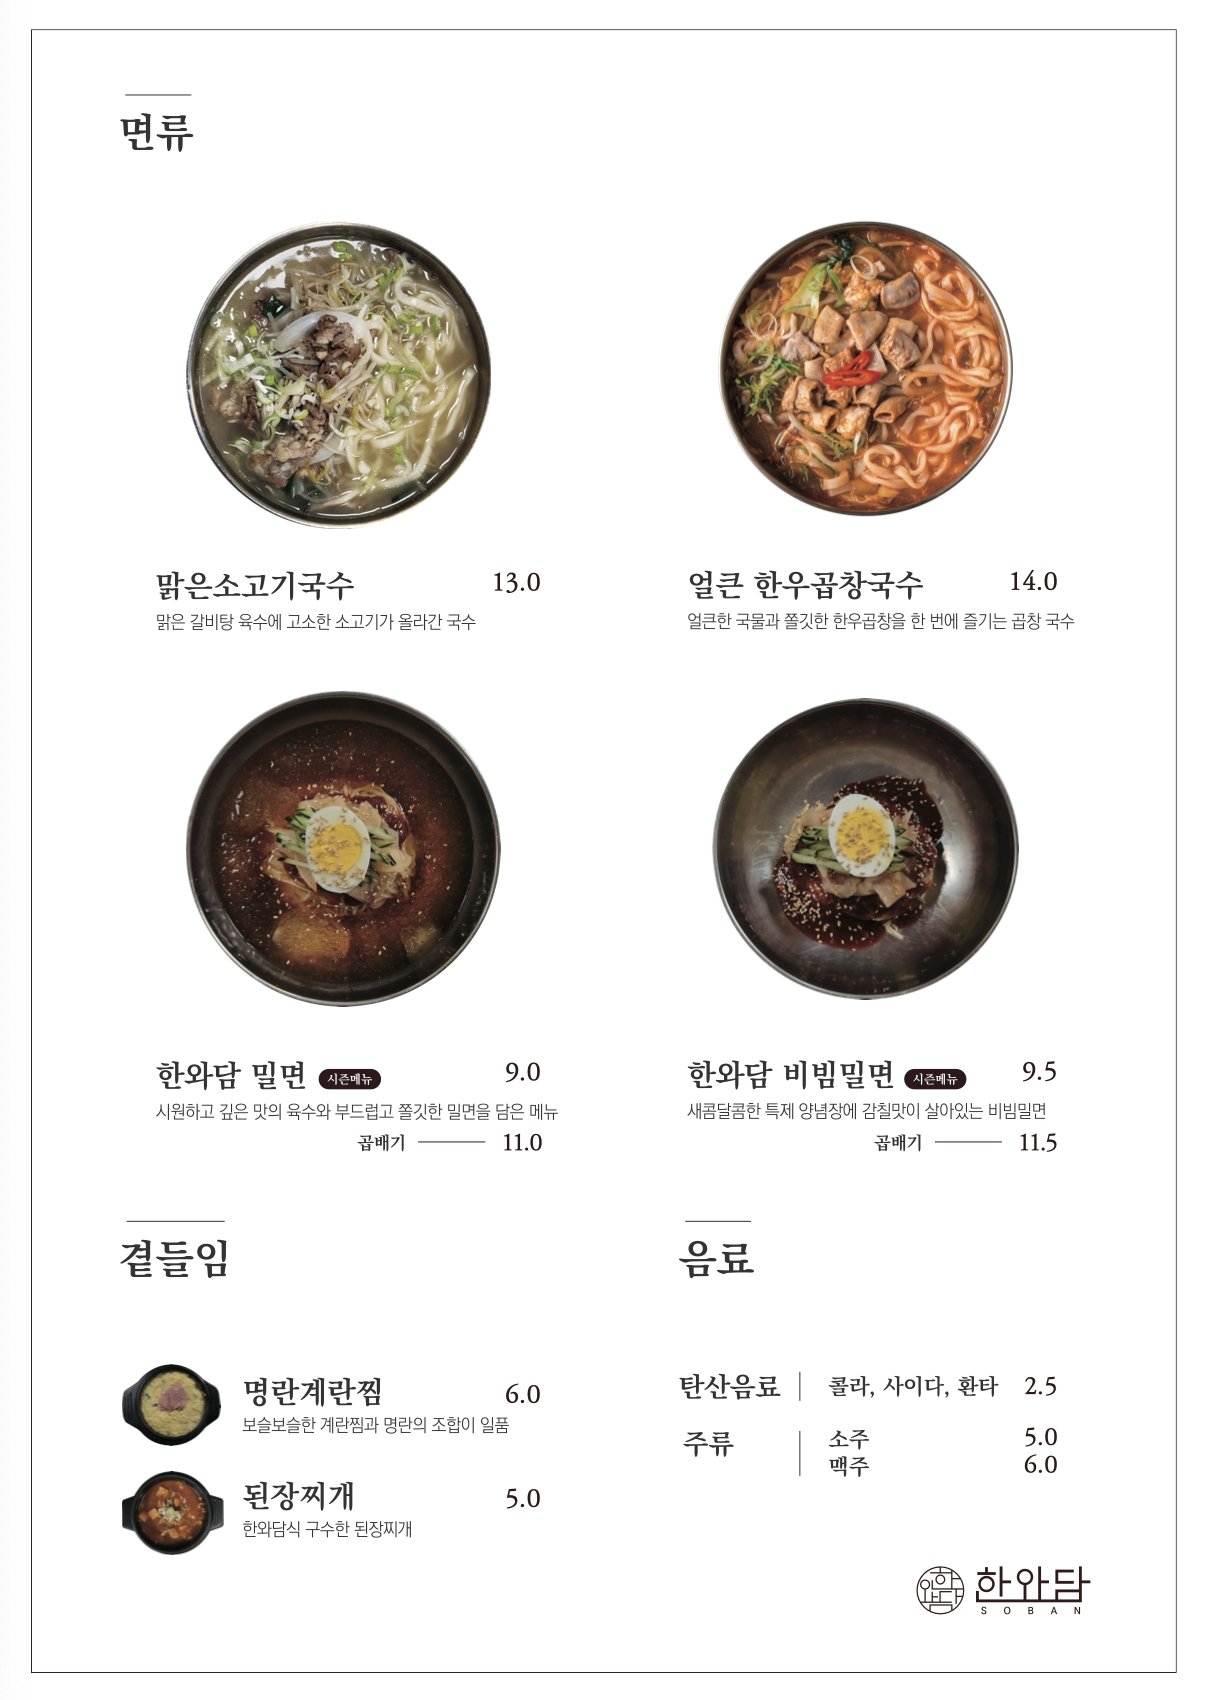 면류
맑은소고기국수 13.0
맑은 갈비탕 육수에 고소한 소고기가 올라간 국수
얼큰 한우곱창국수 14.0
얼큰한 국물과 쫄깃한 한우곱창을 한 번에 즐기는 곱창 국수
한와담 밀면 시즌메뉴 9.0
시원하고 깊은 맛의 육수와 부드럽고 쫄깃한 밀면을 담은 메뉴
곱배기 11.0
한와담 비빔밀면 시즌메뉴 9.5
새콤달콤한 특제 양념장에 감칠맛이 살아있는 비빔밀면
곱배기 11.5
곁들임
명란계란찜 6.0
보슬보슬한 계란찜과 명란의 조합이 일품
된장찌개 5.0
한와담식 구수한 된장찌개
음료
탄산음료 콜라, 사이다, 환타 2.5
주류 소주 5.0
맥주 6.0
한와담
한와담
SOBAN